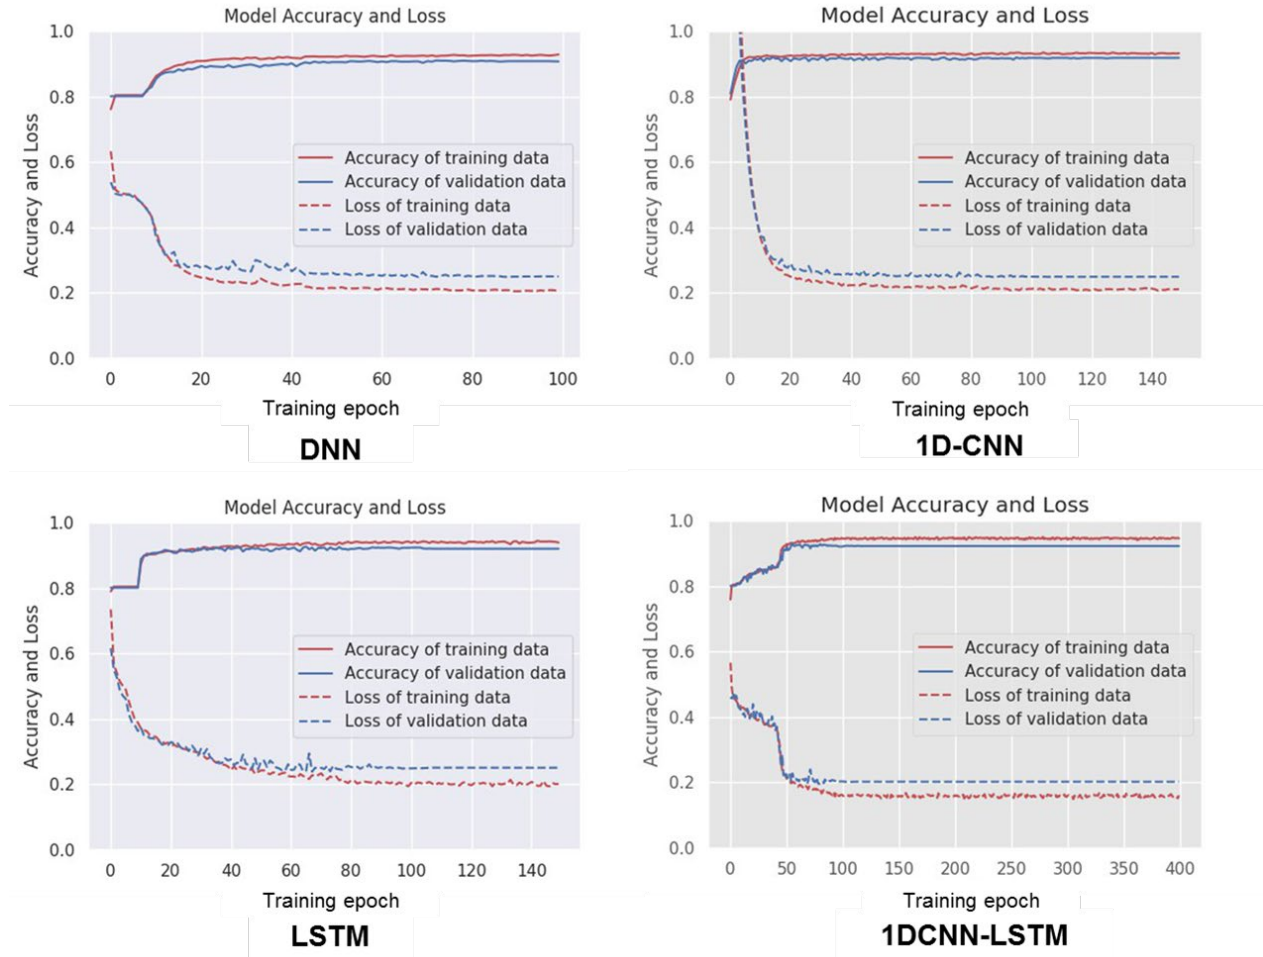 Model Accuracy and Loss
1.0
0.8
0.6
0.4
0.2
0.0
Accuracy and Loss
Accuracy of training data
Accuracy of validation data
Loss of training data
Loss of validation data
0 20 40 60 80 100
Training epoch
DNN
Model Accuracy and Loss
1.0
0.8
0.6
0.4
0.2
0.0
Accuracy and Loss
Accuracy of training data
Accuracy of validation data
Loss of training data
Loss of validation data
0 20 40 60 80 100 120 140
Training epoch
1D-CNN
Model Accuracy and Loss
1.0
0.8
0.6
0.4
0.2
0.0
Accuracy and Loss
Accuracy of training data
Accuracy of validation data
Loss of training data
Loss of validation data
0 20 40 60 80 100 120 140
Training epoch
LSTM
Model Accuracy and Loss
1.0
0.8
0.6
0.4
0.2
0.0
Accuracy and Loss
Accuracy of training data
Accuracy of validation data
Loss of training data
Loss of validation data
0 50 100 150 200 250 300 350 400
Training epoch
1DCNN-LSTM